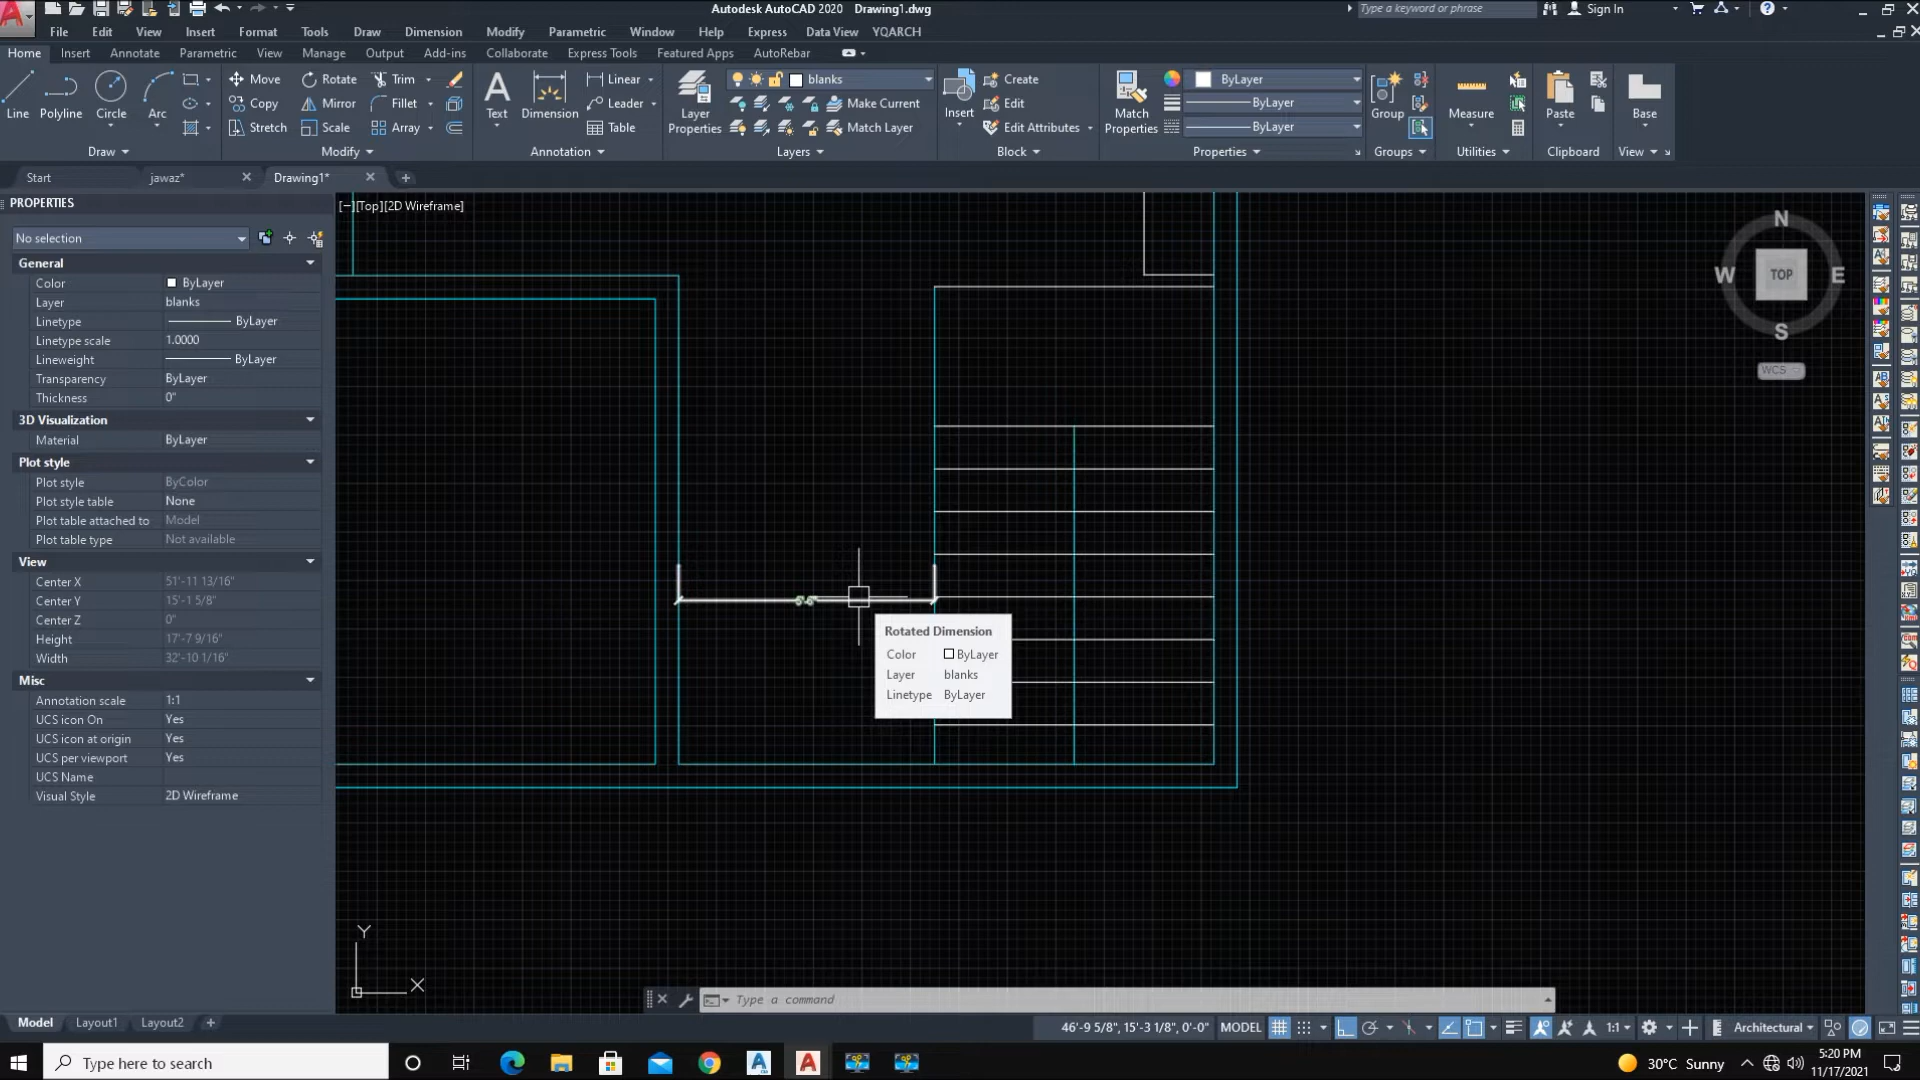 Autodesk AutoCAD 2020 Drawing1.dwg
Type a keyword or phrase
Sign In
File Edit View Insert Format Tools Draw Dimension Modify Parametric Window Help Express Data View YQARCH
Home Insert Annotate Parametric View Manage Output Add-ins Collaborate Express Tools Featured Apps AutoRebar
Line Polyline Circle Arc
Move Rotate Trim
Copy Mirror Fillet
Stretch Scale Array
Text Dimension
Linear
Leader
Table
Layer Properties
blanks
Make Current
Match Layer
Insert
Create
Edit
Edit Attributes
Match Properties
ByLayer
ByLayer
ByLayer
Group
Measure
Paste
Base
Draw Modify Annotation Layers Block Properties Groups Utilities Clipboard View
Start jawaz* Drawing1*
PROPERTIES
No selection
General
Color ByLayer
Layer blanks
Linetype ByLayer
Linetype scale 1.0000
Lineweight ByLayer
Transparency ByLayer
Thickness 0"
3D Visualization
Material ByLayer
Plot style
Plot style ByColor
Plot style table None
Plot table attached to Model
Plot table type Not available
View
Center X 51'-11 13/16"
Center Y 15'-1 5/8"
Center Z 0"
Height 17'-7 9/16"
Width 32'-10 1/16"
Misc
Annotation scale 1:1
UCS icon On Yes
UCS icon at origin Yes
UCS per viewport Yes
UCS Name
Visual Style 2D Wireframe
[−][Top][2D Wireframe]
N
W TOP E
S
WCS
Rotated Dimension
Color ByLayer
Layer blanks
Linetype ByLayer
Y
X
Type a command
Model Layout1 Layout2
46'-9 5/8", 15'-3 1/8", 0'-0" MODEL 1:1 Architectural
Type here to search
30°C Sunny
5:20 PM
11/17/2021